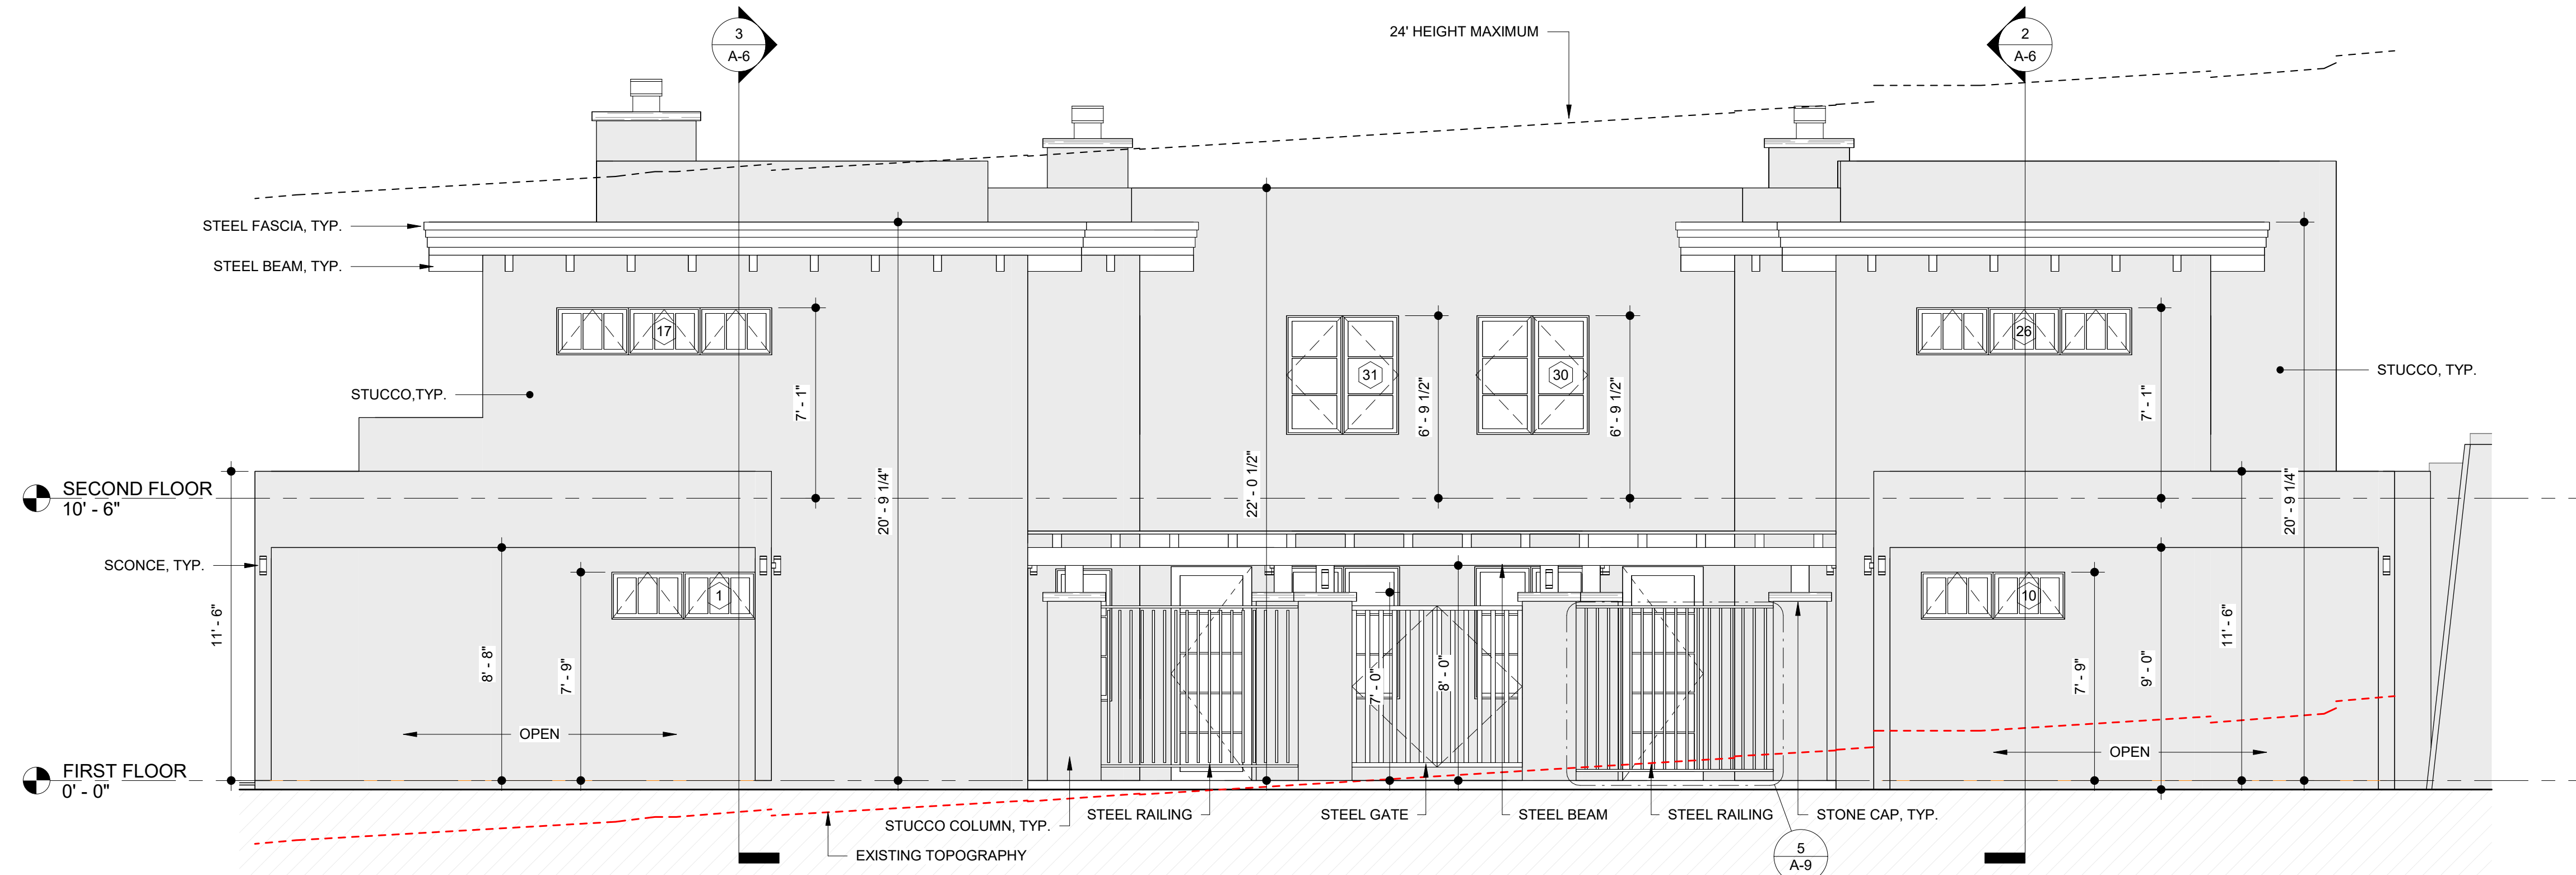 3
A-6
24' HEIGHT MAXIMUM
2
A-6
STEEL FASCIA, TYP.
STEEL BEAM, TYP.
17
26
STUCCO,TYP.
31
30
STUCCO, TYP.
7' - 1"
6' - 9 1/2"
6' - 9 1/2"
7' - 1"
SECOND FLOOR
10' - 6"
20' - 9 1/4"
22' - 0 1/2"
20' - 9 1/4"
SCONCE, TYP.
1
10
11' - 6"
8' - 8"
7' - 9"
7' - 0"
8' - 0"
7' - 9"
9' - 0"
11' - 6"
OPEN
OPEN
FIRST FLOOR
0' - 0"
STUCCO COLUMN, TYP.
STEEL RAILING
STEEL GATE
STEEL BEAM
STEEL RAILING
STONE CAP, TYP.
EXISTING TOPOGRAPHY
5
A-9